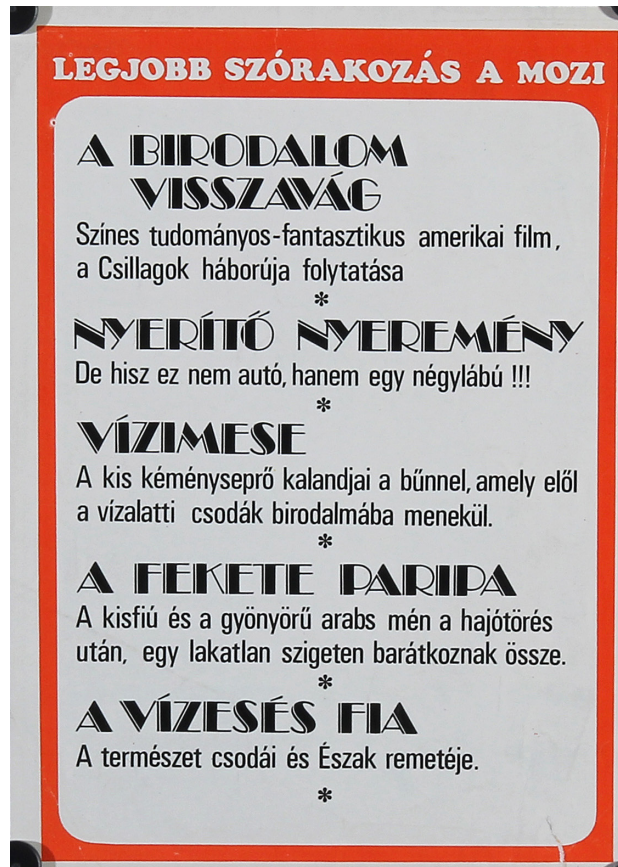 LEGJOBB SZÓRAKOZÁS A MOZI
A BIRODALOM
VISSZAVÁG
Színes tudományos-fantasztikus amerikai film,
a Csillagok háborúja folytatása
*
NYERÍTŐ NYEREMÉNY
De hisz ez nem autó, hanem egy négylábú !!!
*
VÍZIMESE
A kis kéményseprő kalandjai a bűnnel, amely elől
a vízalatti csodák birodalmába menekül.
*
A FEKETE PARIPA
A kisfiú és a gyönyörű arabs mén a hajótörés
után, egy lakatlan szigeten barátkoznak össze.
*
A VÍZESÉS FIA
A természet csodái és Észak remetéje.
*